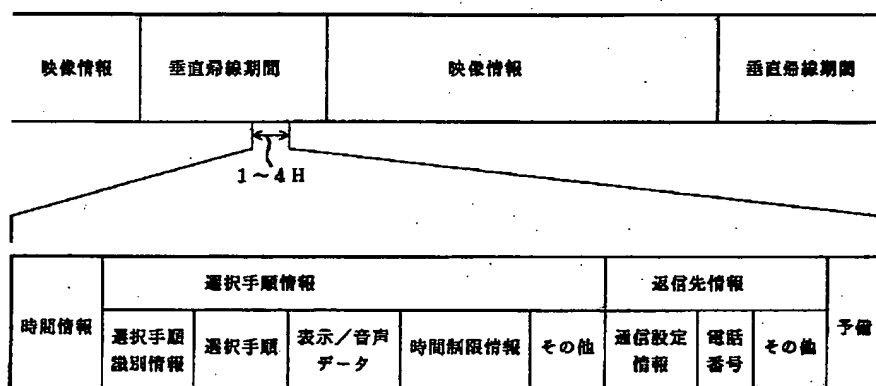 映像情報
垂直帰線期間
映像情報
垂直帰線期間
1～4H
時間情報
選択手順情報
返信先情報
予備
選択手順
識別情報
選択手順
表示／音声
データ
時間制限情報
その他
通信設定
情報
電話
番号
その他